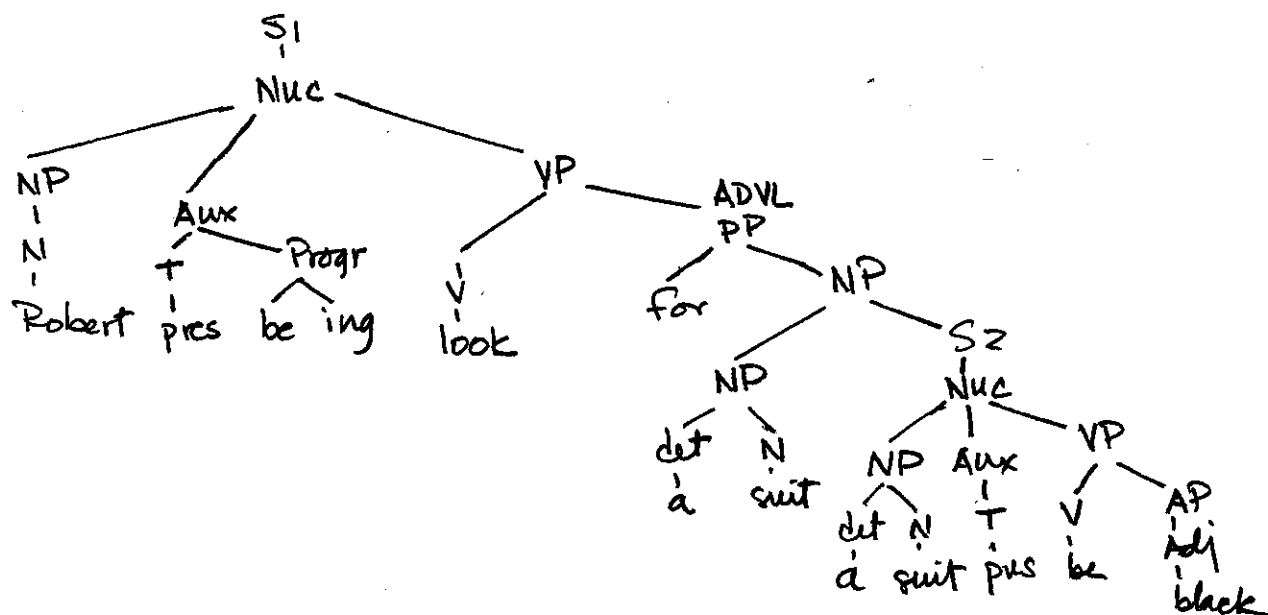 S1
Nuc
NP Aux VP ADVL
PP
N T Progr V for NP
Robert pres be ing look
NP S2
det N Nuc
a suit NP Aux VP
det N T V AP
a suit pres be Adj
black